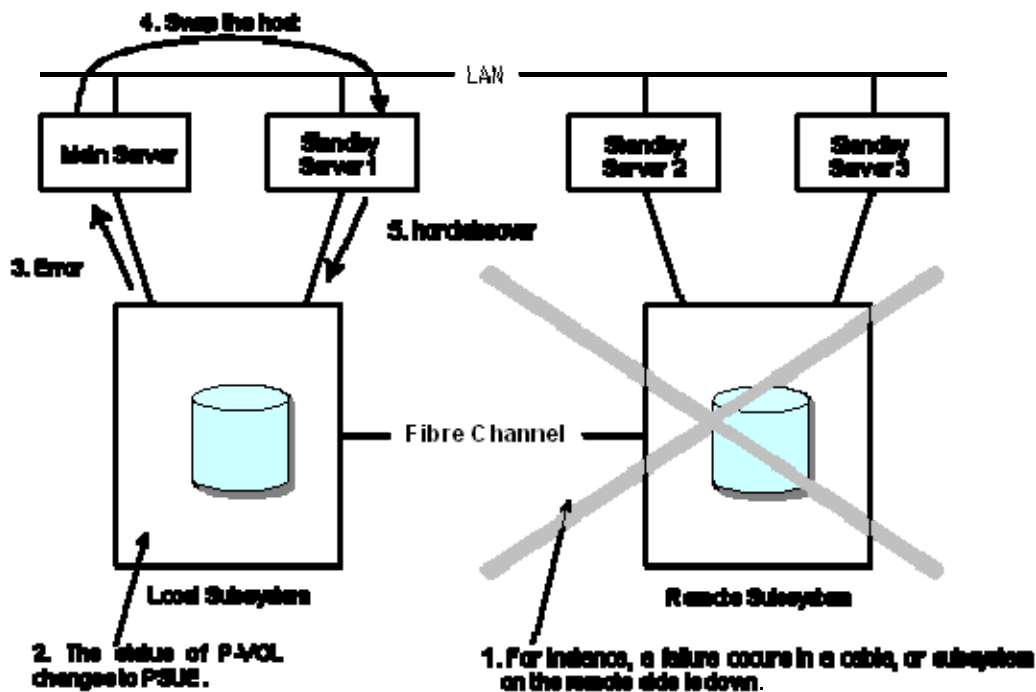 4. Swap the host
LAN
Main Server
Standby
Server 1
Standby
Server 2
Standby
Server 3
3. Error
5. horctakeover
Fibre Channel
Local Subsystem
Remote Subsystem
2. The status of P-VOL
changes to PSUE.
1. For instance, a failure occurs in a cable, or subsystem
on the remote side is down.